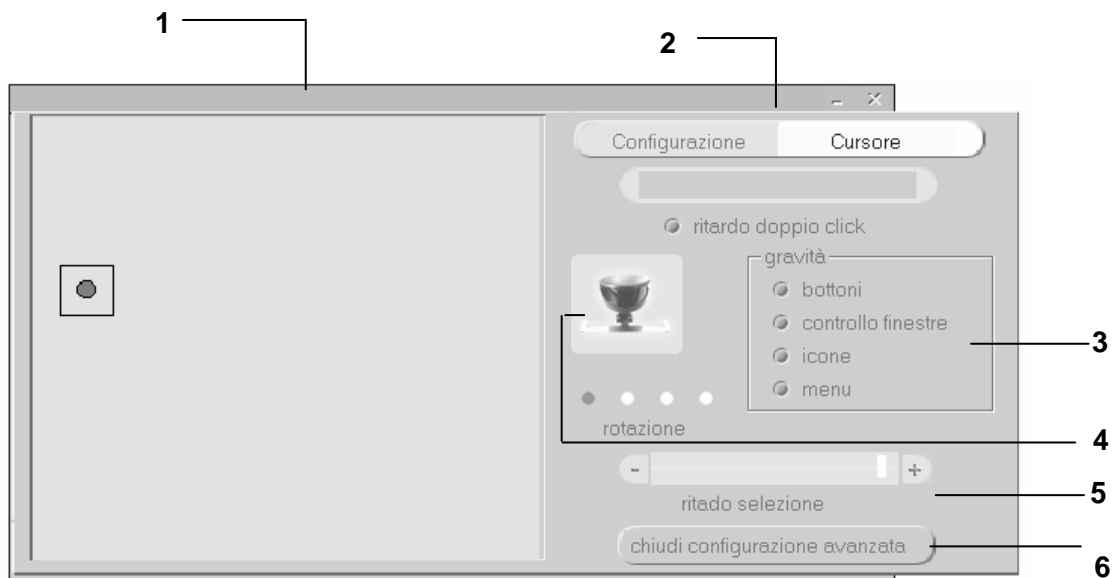 1
2
Configurazione Cursore
ritardo doppio click
gravità
bottoni
controllo finestre
icone
menu
3
rotazione
4
- +
ritado selezione
5
chiudi configurazione avanzata
6